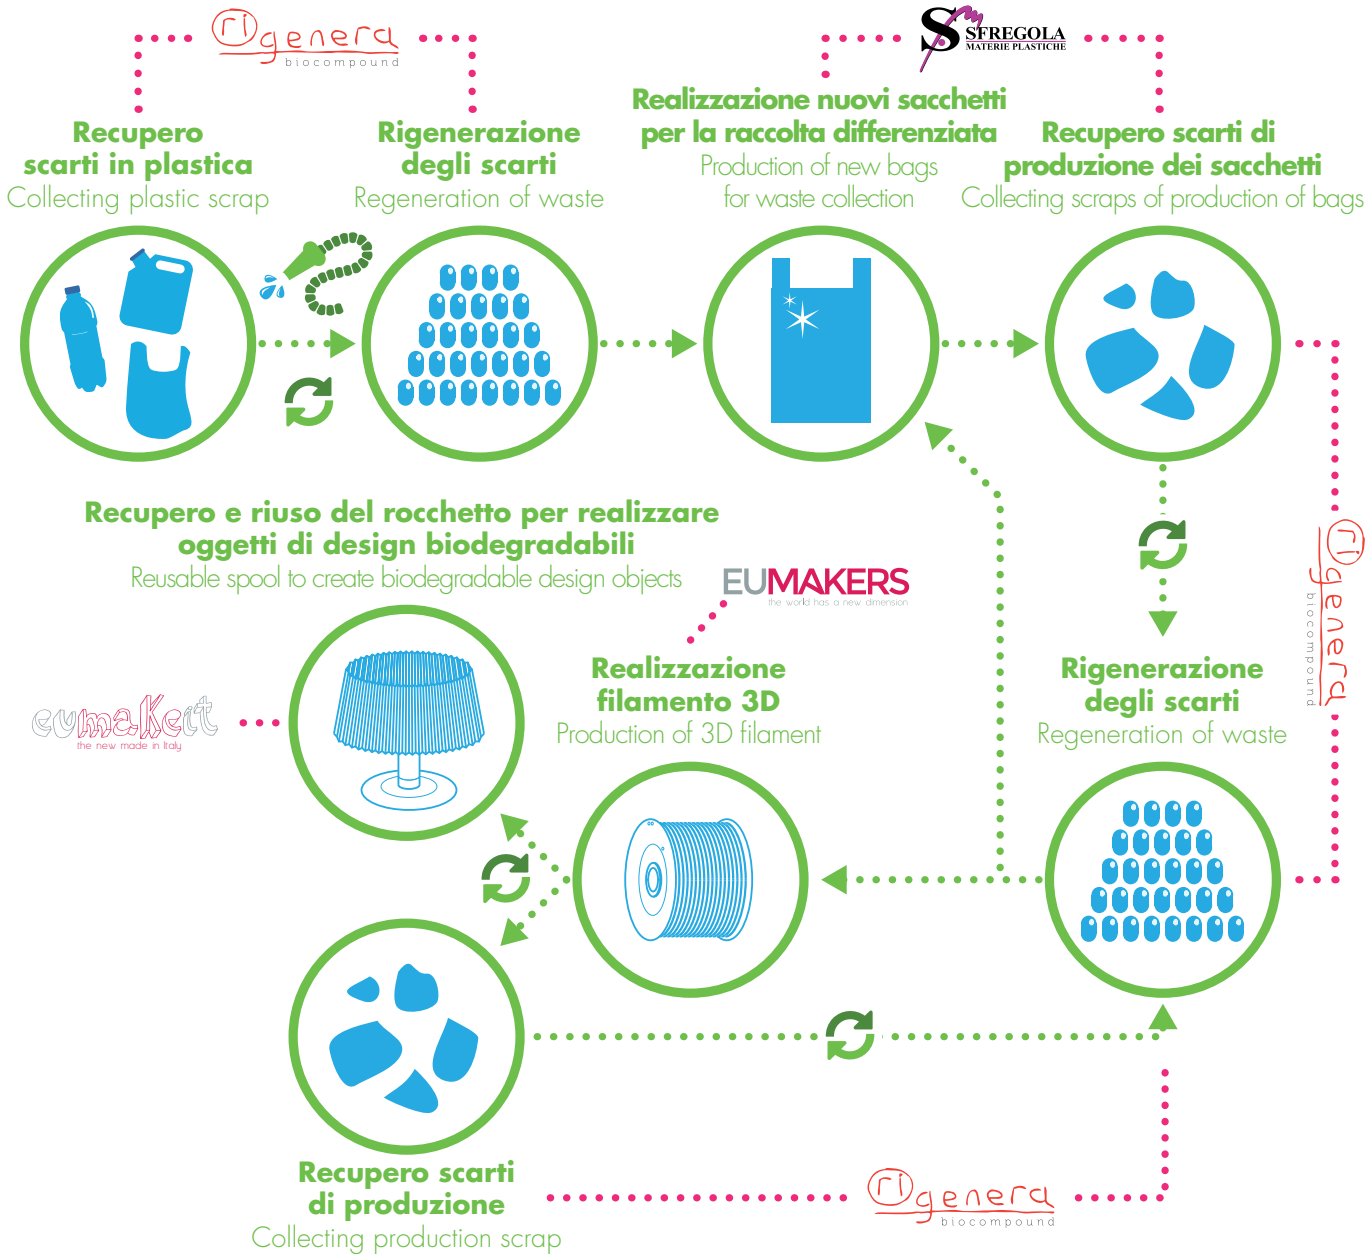 rigenera
biocompound
SFREGOLA
MATERIE PLASTICHE
Recupero
scarti in plastica
Collecting plastic scrap
Rigenerazione
degli scarti
Regeneration of waste
Realizzazione nuovi sacchetti
per la raccolta differenziata
Production of new bags
for waste collection
Recupero scarti di
produzione dei sacchetti
Collecting scraps of production of bags
Recupero e riuso del rocchetto per realizzare
oggetti di design biodegradabili
Reusable spool to create biodegradable design objects
EUMAKERS
the world has a new dimension
rigenera
biocompound
Realizzazione
filamento 3D
Production of 3D filament
Rigenerazione
degli scarti
Regeneration of waste
eumakeit
the new made in Italy
Recupero scarti
di produzione
Collecting production scrap
rigenera
biocompound